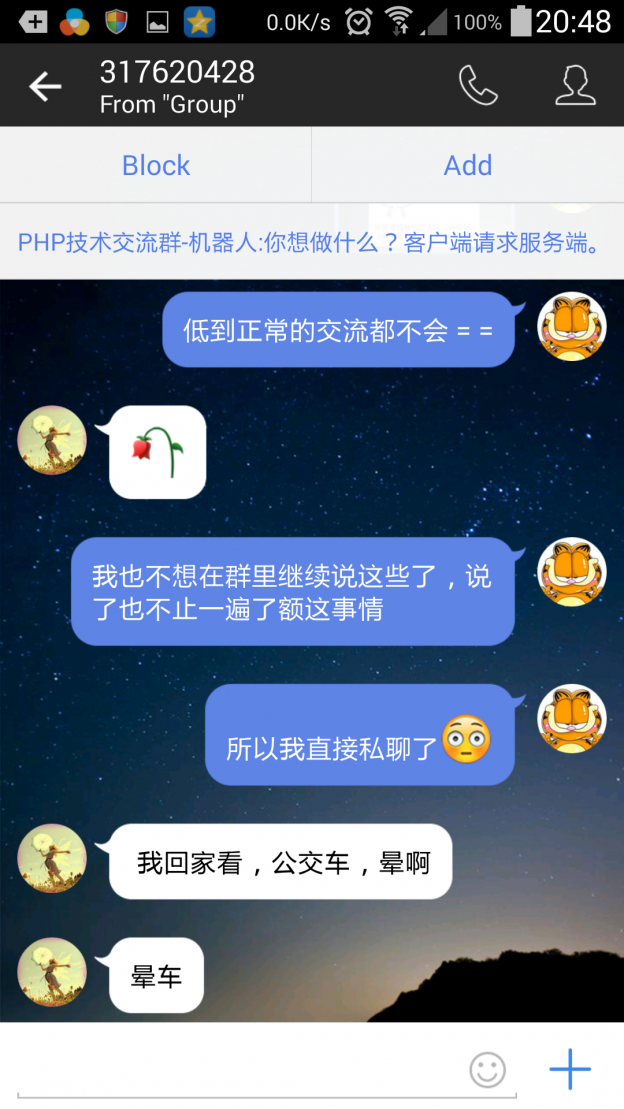 0.0K/s
100%
20:48
317620428
From "Group"
Block
Add
PHP技术交流群-机器人:你想做什么？客户端请求服务端。
低到正常的交流都不会 = =
我也不想在群里继续说这些了，说
了也不止一遍了额这事情
所以我直接私聊了
我回家看，公交车，晕啊
晕车